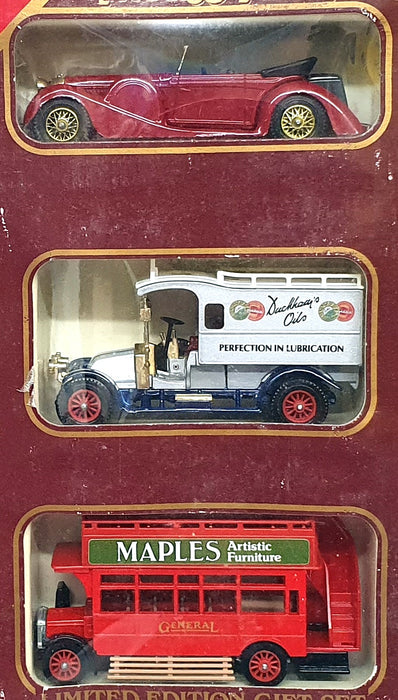 Duckham's
Oils
PERFECTION IN LUBRICATION
MAPLES Artistic
Furniture
GENERAL
LIMITED EDITION GIFT SET